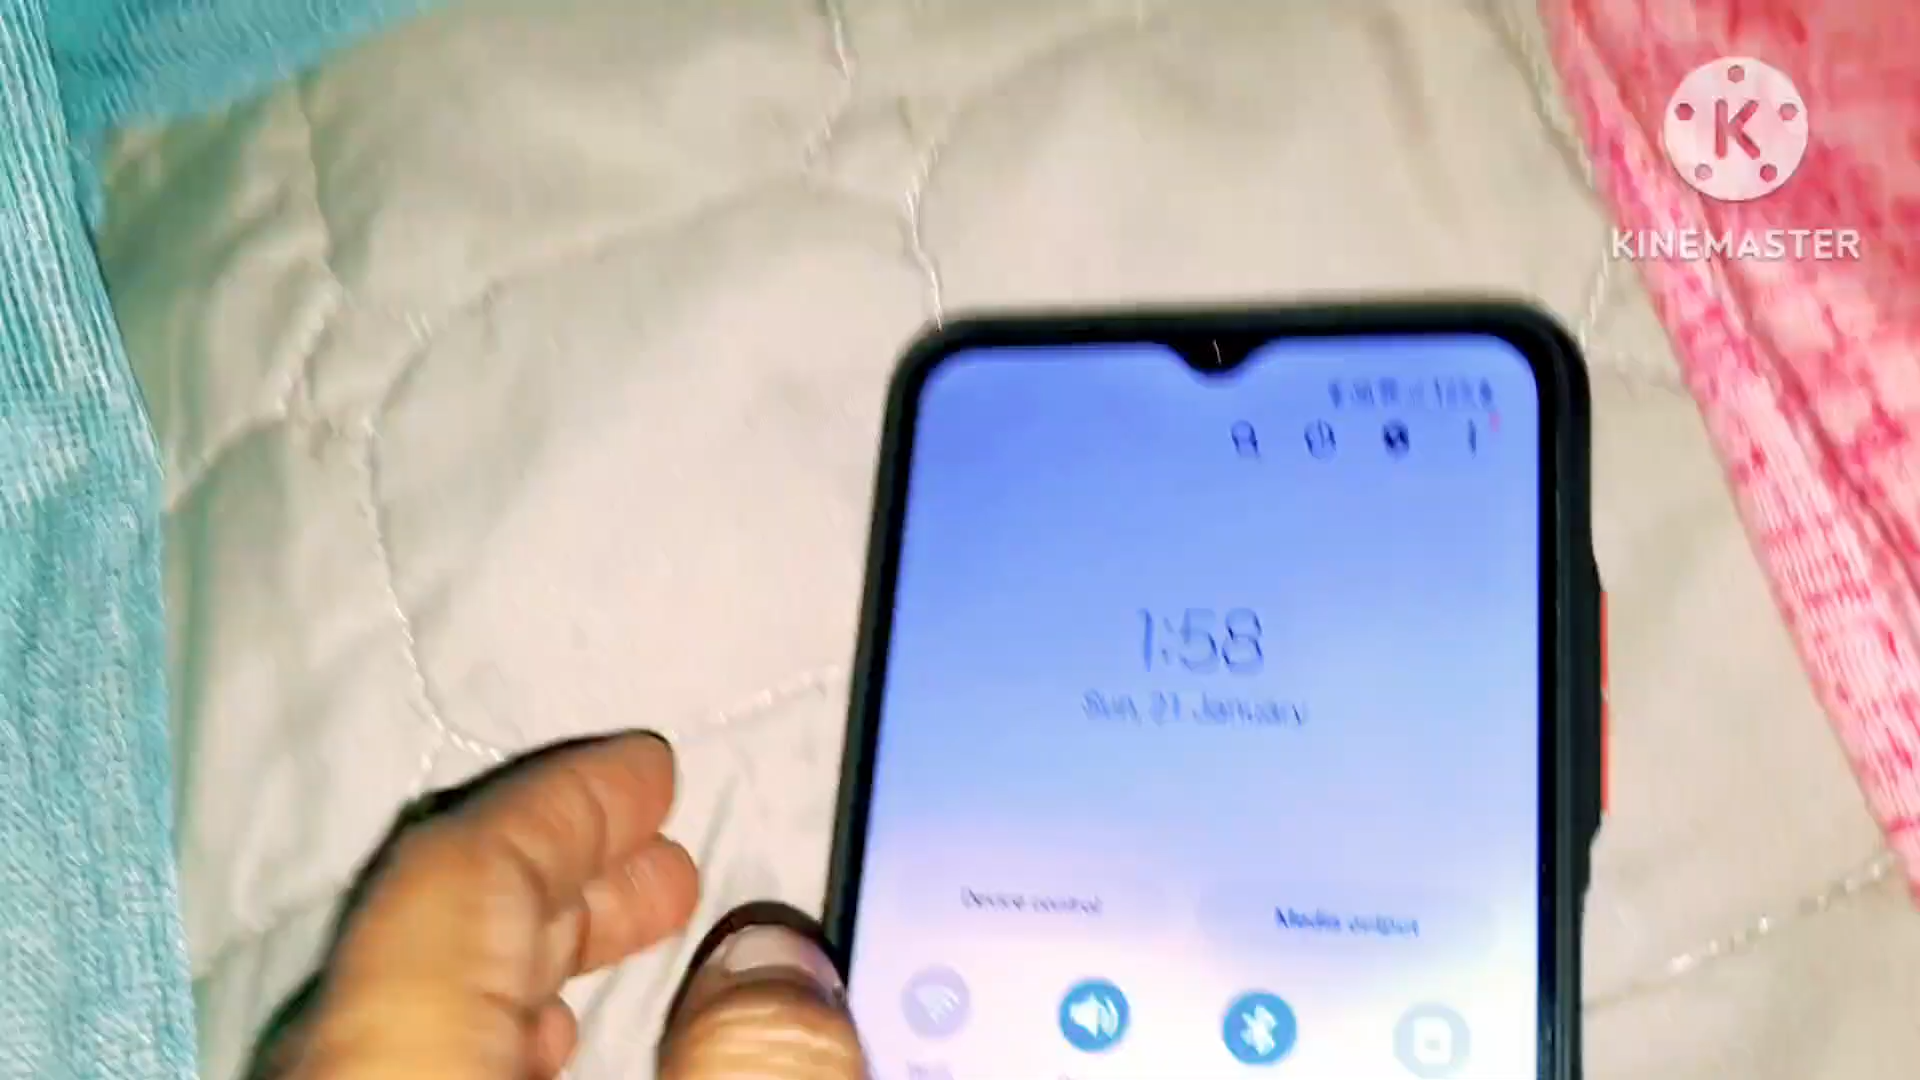 K
KINEMASTER
1:58
Sun, 21 January
Device control
Media output